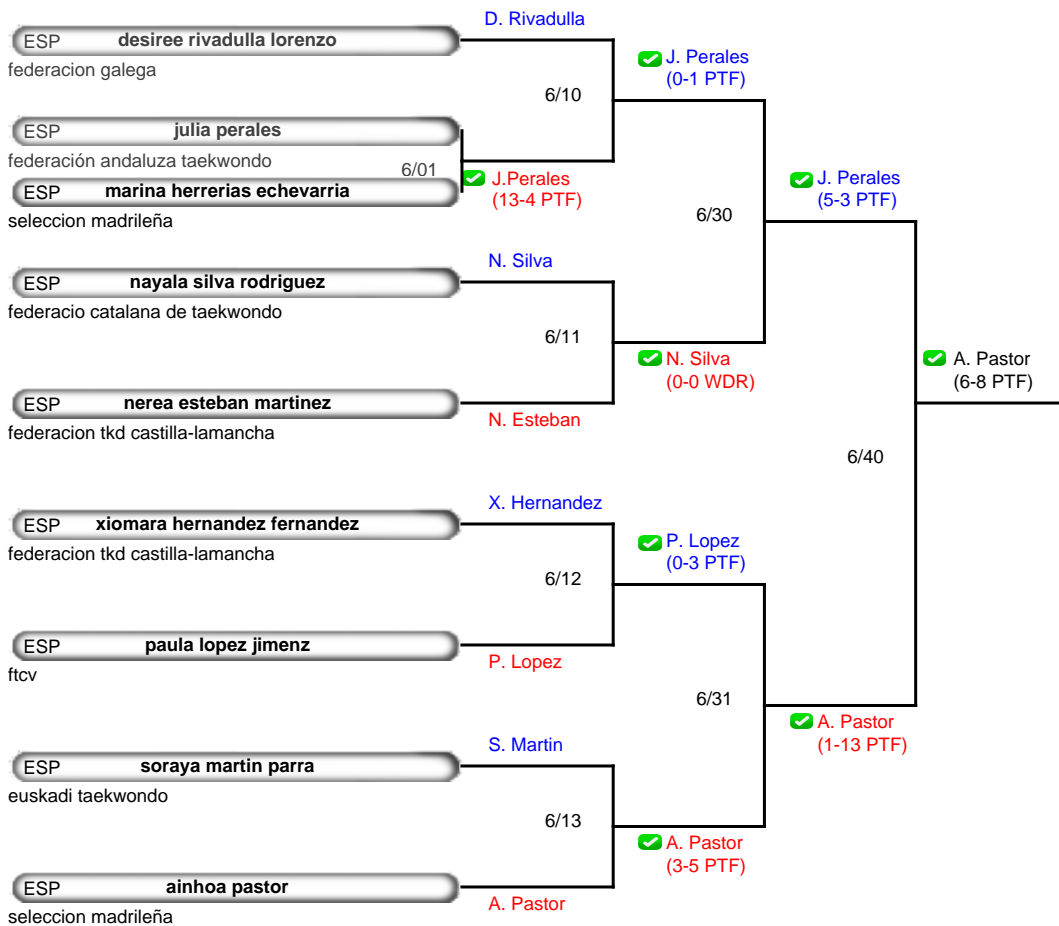 D. Rivadulla
ESP desiree rivadulla lorenzo
federacion galega
J. Perales
(0-1 PTF)
6/10
ESP julia perales
federación andaluza taekwondo
6/01
J.Perales
(13-4 PTF)
ESP marina herrerias echevarria
seleccion madrileña
J. Perales
(5-3 PTF)
6/30
N. Silva
ESP nayala silva rodriguez
federacio catalana de taekwondo
6/11
N. Silva
(0-0 WDR)
A. Pastor
(6-8 PTF)
ESP nerea esteban martinez
N. Esteban
federacion tkd castilla-lamancha
6/40
X. Hernandez
ESP xiomara hernandez fernandez
federacion tkd castilla-lamancha
P. Lopez
(0-3 PTF)
6/12
ESP paula lopez jimenz
P. Lopez
ftcv
6/31
A. Pastor
(1-13 PTF)
S. Martin
ESP soraya martin parra
euskadi taekwondo
6/13
A. Pastor
(3-5 PTF)
ESP ainhoa pastor
A. Pastor
seleccion madrileña